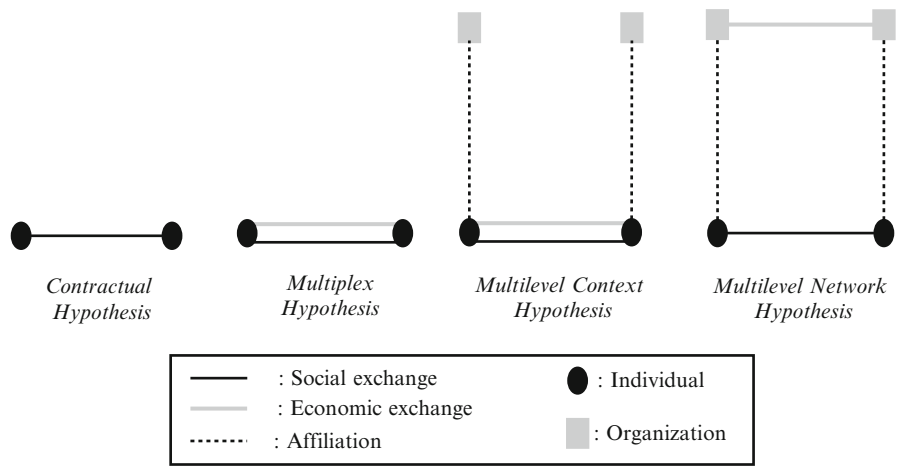 Contractual
Hypothesis
Multiplex
Hypothesis
Multilevel Context
Hypothesis
Multilevel Network
Hypothesis
: Social exchange
: Economic exchange
: Affiliation
: Individual
: Organization